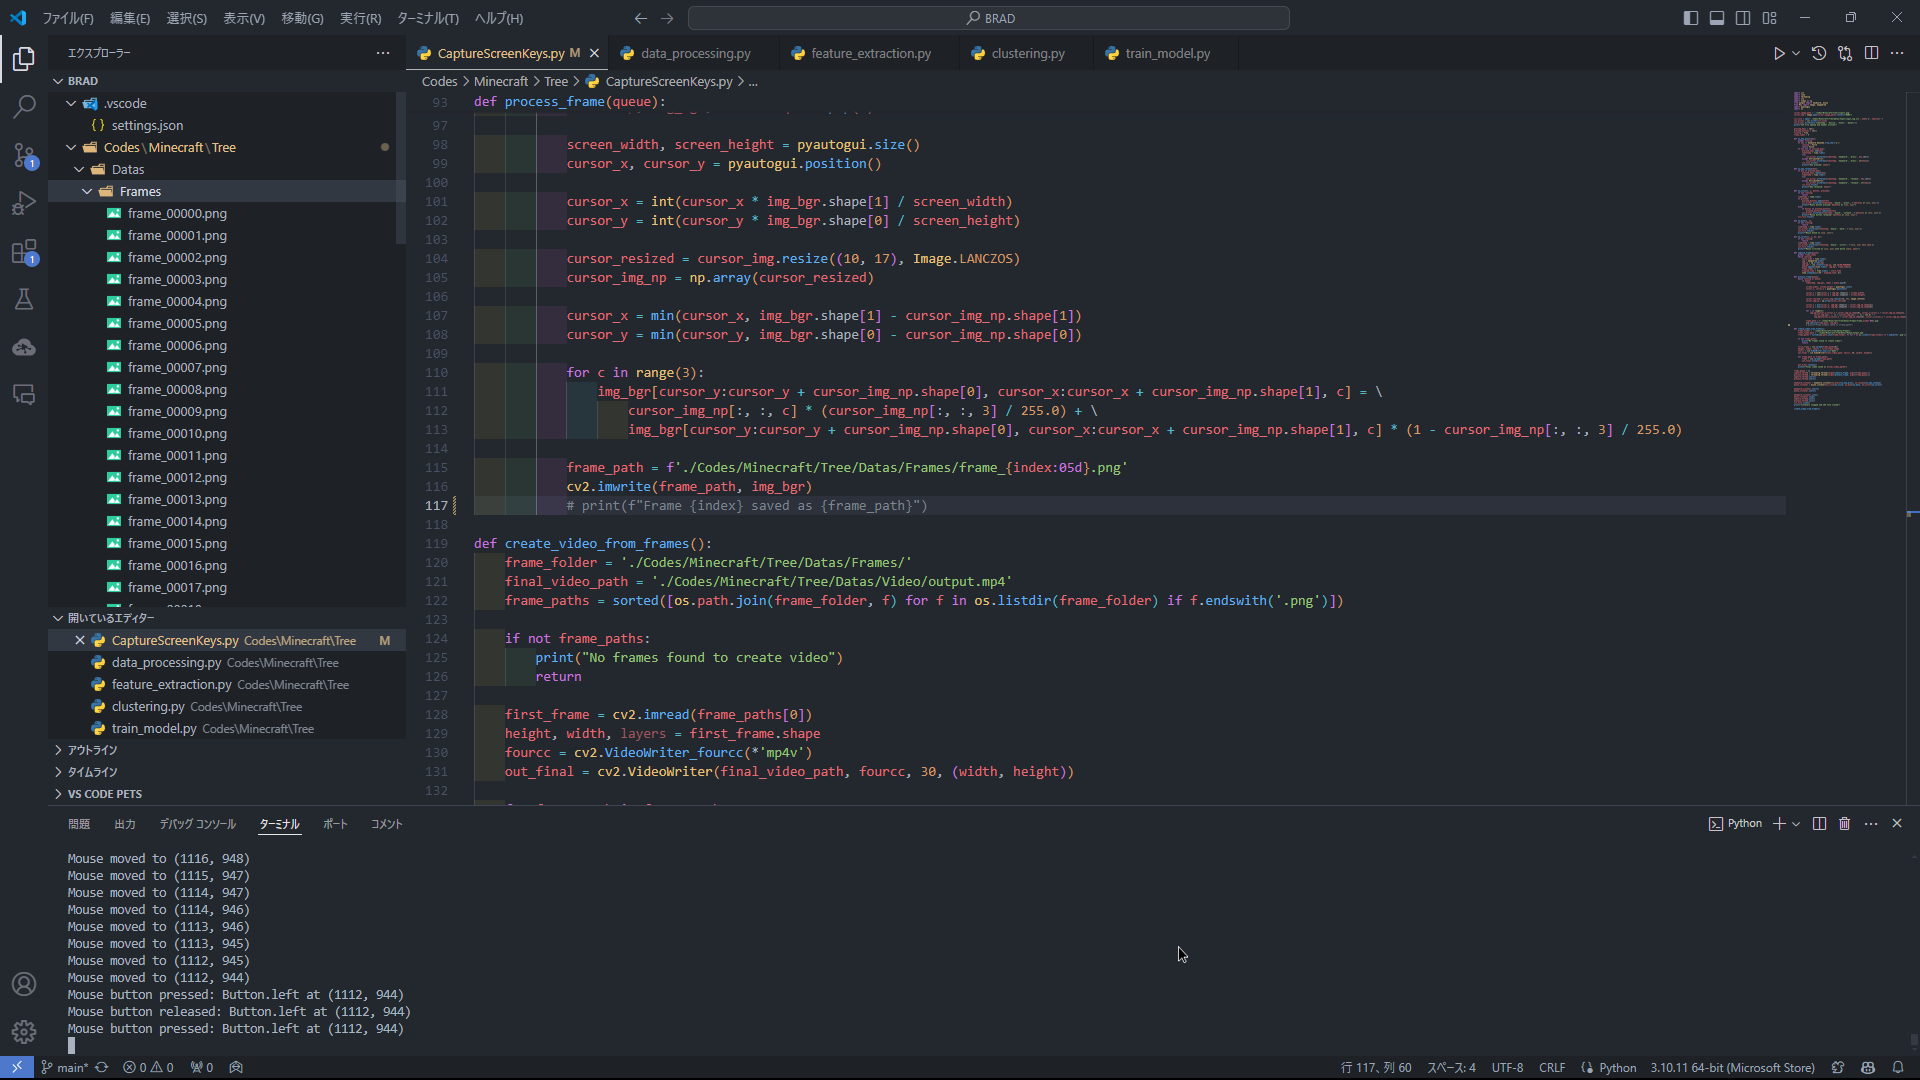 ファイル(F) 編集(E) 選択(S) 表示(V) 移動(G) 実行(R) ターミナル(T) ヘルプ(H)
BRAD
エクスプローラー
CaptureScreenKeys.py M
data_processing.py
feature_extraction.py
clustering.py
train_model.py
BRAD
.vscode
settings.json
Codes\Minecraft\Tree
Datas
Frames
frame_00000.png
frame_00001.png
frame_00002.png
frame_00003.png
frame_00004.png
frame_00005.png
frame_00006.png
frame_00007.png
frame_00008.png
frame_00009.png
frame_00010.png
frame_00011.png
frame_00012.png
frame_00013.png
frame_00014.png
frame_00015.png
frame_00016.png
frame_00017.png
開いているエディター
CaptureScreenKeys.py Codes\Minecraft\Tree M
data_processing.py Codes\Minecraft\Tree
feature_extraction.py Codes\Minecraft\Tree
clustering.py Codes\Minecraft\Tree
train_model.py Codes\Minecraft\Tree
アウトライン
タイムライン
VS CODE PETS
Codes > Minecraft > Tree > CaptureScreenKeys.py > ...
93 def process_frame(queue):
97
98 screen_width, screen_height = pyautogui.size()
99 cursor_x, cursor_y = pyautogui.position()
100
101 cursor_x = int(cursor_x * img_bgr.shape[1] / screen_width)
102 cursor_y = int(cursor_y * img_bgr.shape[0] / screen_height)
103
104 cursor_resized = cursor_img.resize((10, 17), Image.LANCZOS)
105 cursor_img_np = np.array(cursor_resized)
106
107 cursor_x = min(cursor_x, img_bgr.shape[1] - cursor_img_np.shape[1])
108 cursor_y = min(cursor_y, img_bgr.shape[0] - cursor_img_np.shape[0])
109
110 for c in range(3):
111 img_bgr[cursor_y:cursor_y + cursor_img_np.shape[0], cursor_x:cursor_x + cursor_img_np.shape[1], c] = \
112 cursor_img_np[:, :, c] * (cursor_img_np[:, :, 3] / 255.0) + \
113 img_bgr[cursor_y:cursor_y + cursor_img_np.shape[0], cursor_x:cursor_x + cursor_img_np.shape[1], c] * (1 - cursor_img_np[:, :, 3] / 255.0)
114
115 frame_path = f'./Codes/Minecraft/Tree/Datas/Frames/frame_{index:05d}.png'
116 cv2.imwrite(frame_path, img_bgr)
117 # print(f"Frame {index} saved as {frame_path}")
118
119 def create_video_from_frames():
120 frame_folder = './Codes/Minecraft/Tree/Datas/Frames/'
121 final_video_path = './Codes/Minecraft/Tree/Datas/Video/output.mp4'
122 frame_paths = sorted([os.path.join(frame_folder, f) for f in os.listdir(frame_folder) if f.endswith('.png')])
123
124 if not frame_paths:
125 print("No frames found to create video")
126 return
127
128 first_frame = cv2.imread(frame_paths[0])
129 height, width, layers = first_frame.shape
130 fourcc = cv2.VideoWriter_fourcc(*'mp4v')
131 out_final = cv2.VideoWriter(final_video_path, fourcc, 30, (width, height))
132
問題 出力 デバッグ コンソール ターミナル ポート コメント
Python
Mouse moved to (1116, 948)
Mouse moved to (1115, 947)
Mouse moved to (1114, 947)
Mouse moved to (1114, 946)
Mouse moved to (1113, 946)
Mouse moved to (1113, 945)
Mouse moved to (1112, 945)
Mouse moved to (1112, 944)
Mouse button pressed: Button.left at (1112, 944)
Mouse button released: Button.left at (1112, 944)
Mouse button pressed: Button.left at (1112, 944)
1
1
main* 0 0 0 行 117、列 60 スペース: 4 UTF-8 CRLF Python 3.10.11 64-bit (Microsoft Store)